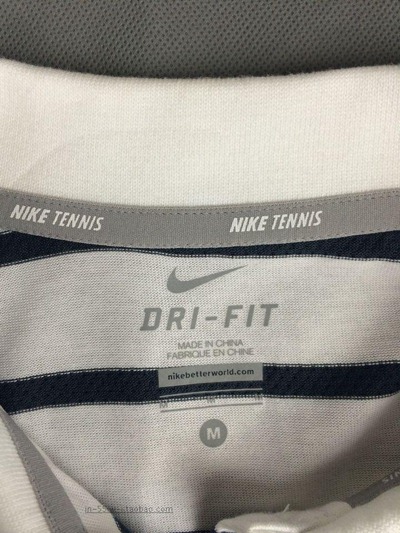 NIKE TENNIS NIKE TENNIS
DRI-FIT
MADE IN CHINA
FABRIQUE EN CHINE
nikebetterworld.com
M M M
M